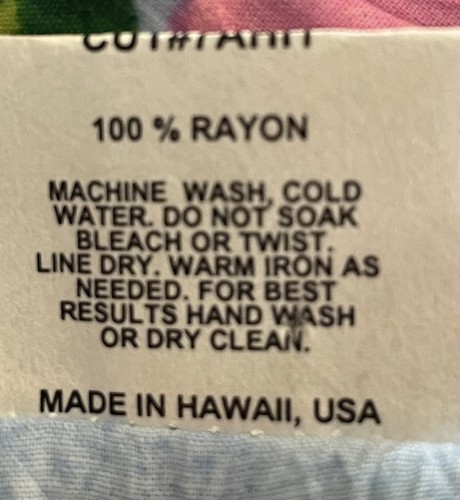 100 % RAYON
MACHINE WASH, COLD
WATER. DO NOT SOAK
BLEACH OR TWIST.
LINE DRY. WARM IRON AS
NEEDED. FOR BEST
RESULTS HAND WASH
OR DRY CLEAN.
MADE IN HAWAII, USA